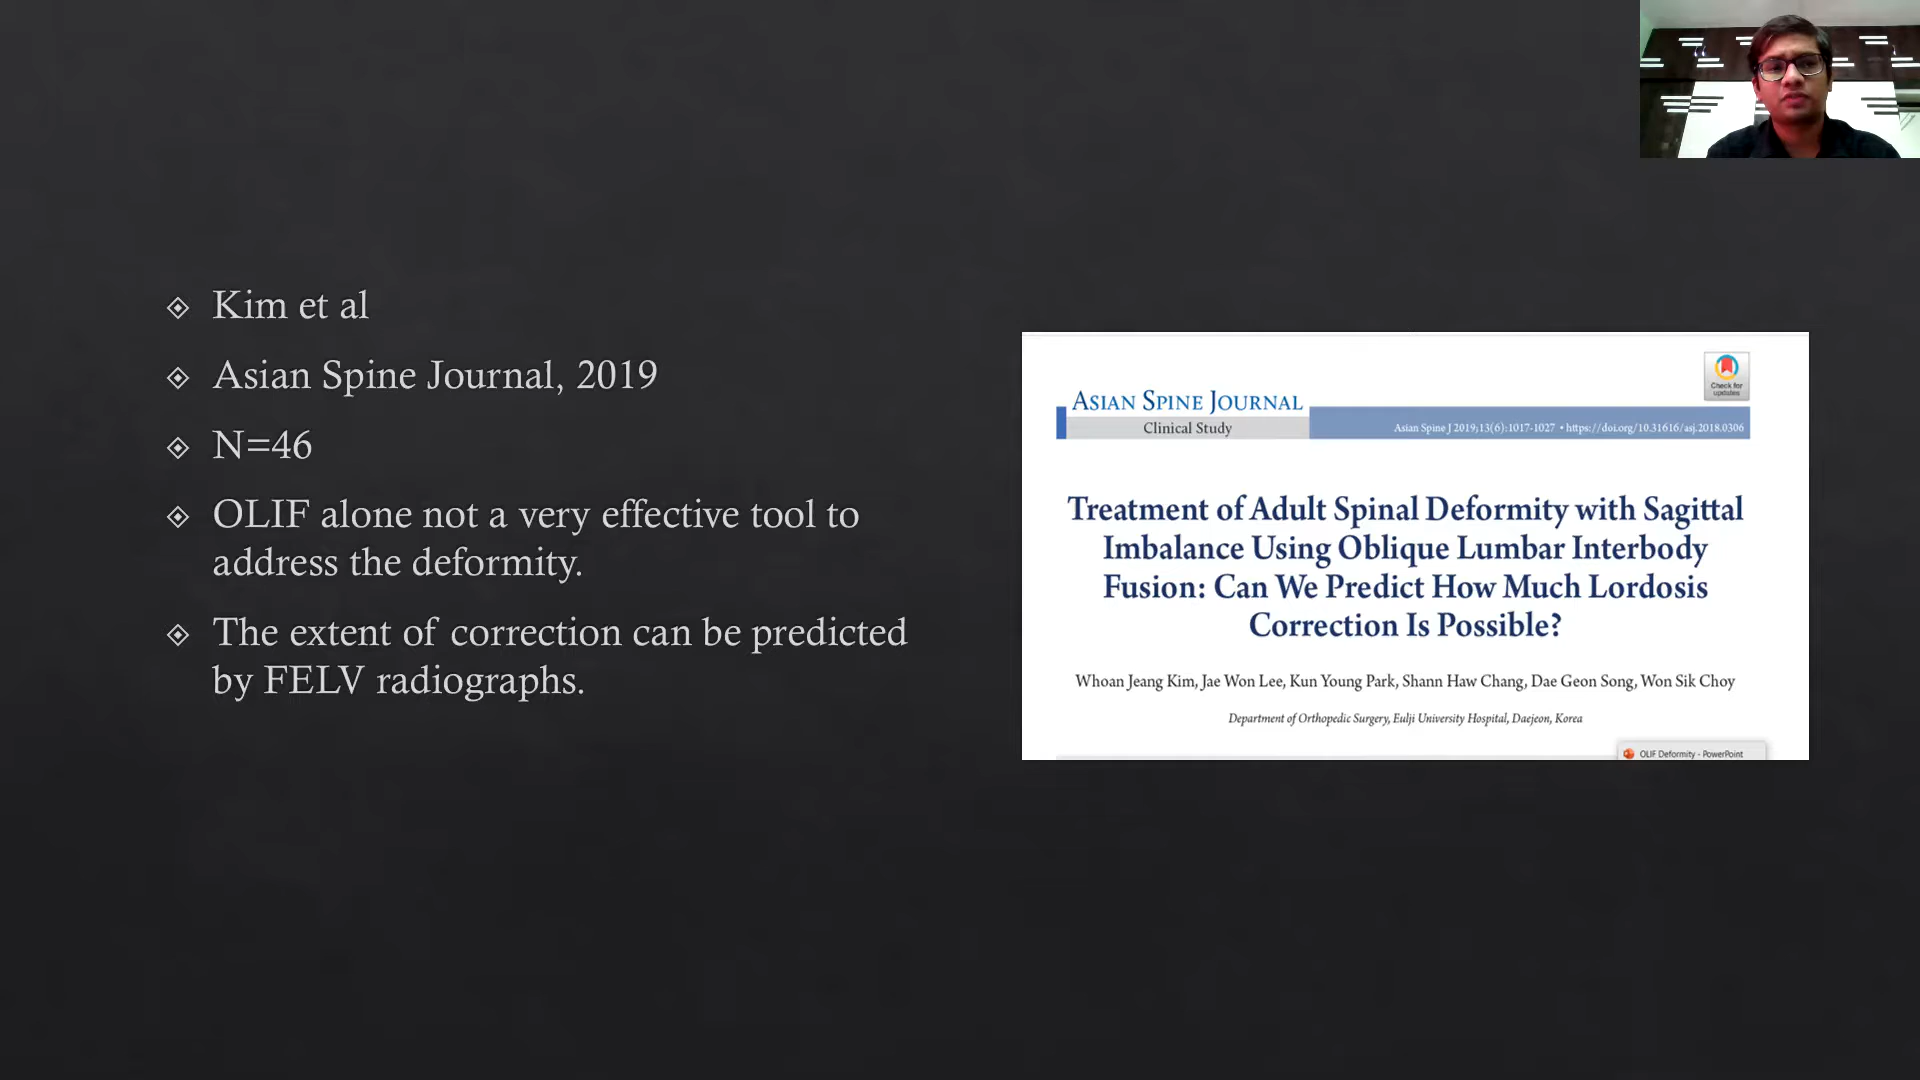 Kim et al
Asian Spine Journal, 2019
N=46
OLIF alone not a very effective tool to
address the deformity.
The extent of correction can be predicted
by FELV radiographs.
Check for
updates
ASIAN SPINE JOURNAL
Clinical Study
Asian Spine J 2019;13(6):1017-1027 • https://doi.org/10.31616/asj.2018.0306
Treatment of Adult Spinal Deformity with Sagittal
Imbalance Using Oblique Lumbar Interbody
Fusion: Can We Predict How Much Lordosis
Correction Is Possible?
Whoan Jeang Kim, Jae Won Lee, Kun Young Park, Shann Haw Chang, Dae Geon Song, Won Sik Choy
Department of Orthopedic Surgery, Eulji University Hospital, Daejeon, Korea
OLIF Deformity - PowerPoint